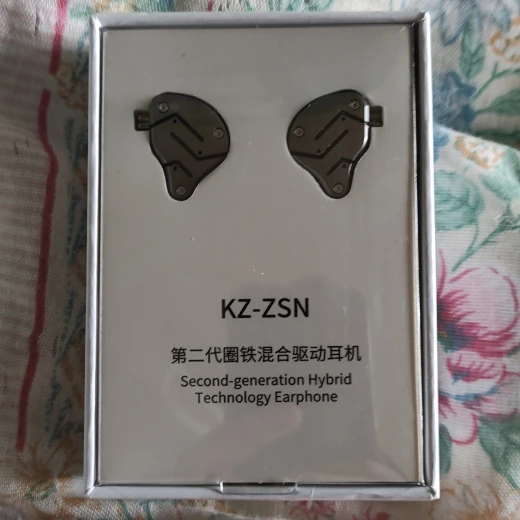 KZ-ZSN
第二代圈铁混合驱动耳机
Second-generation Hybrid
Technology Earphone